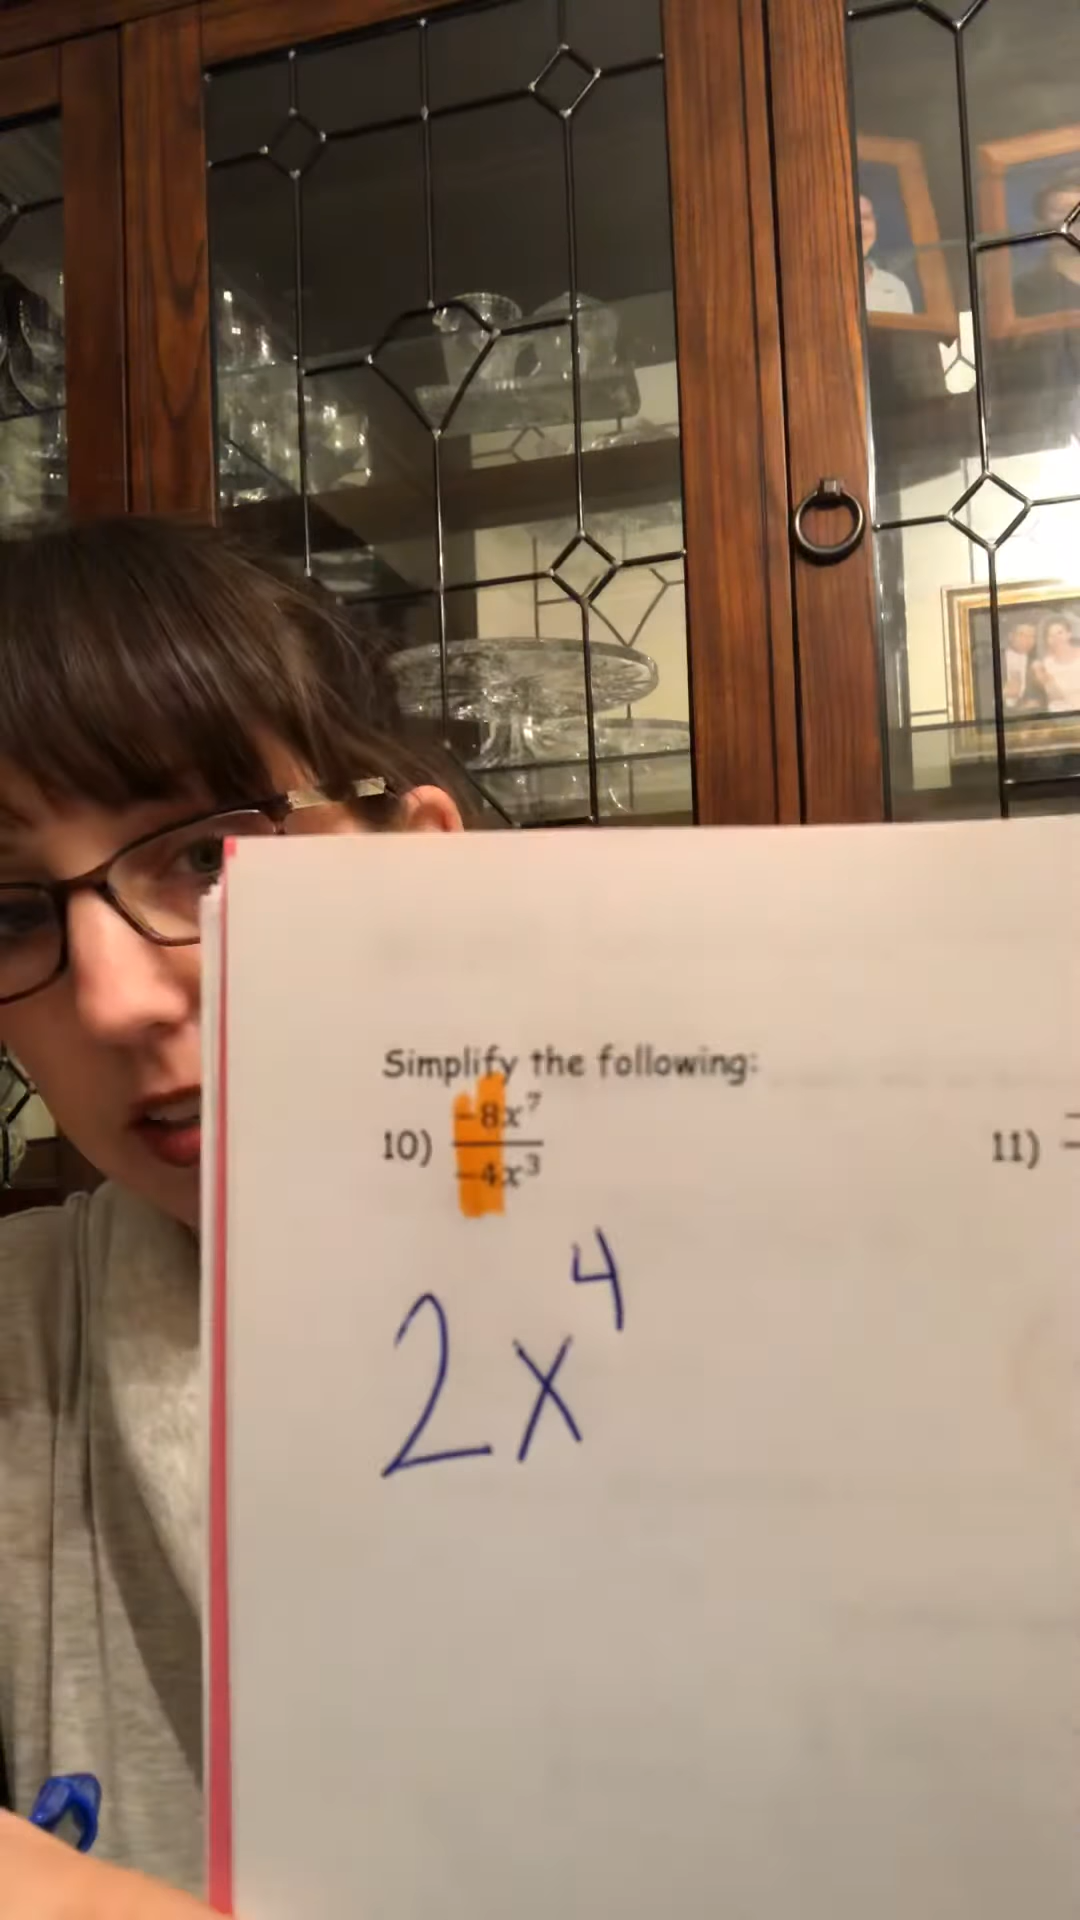 Simplify the following:
10) -8x⁷
-4x³
11)
2x⁴